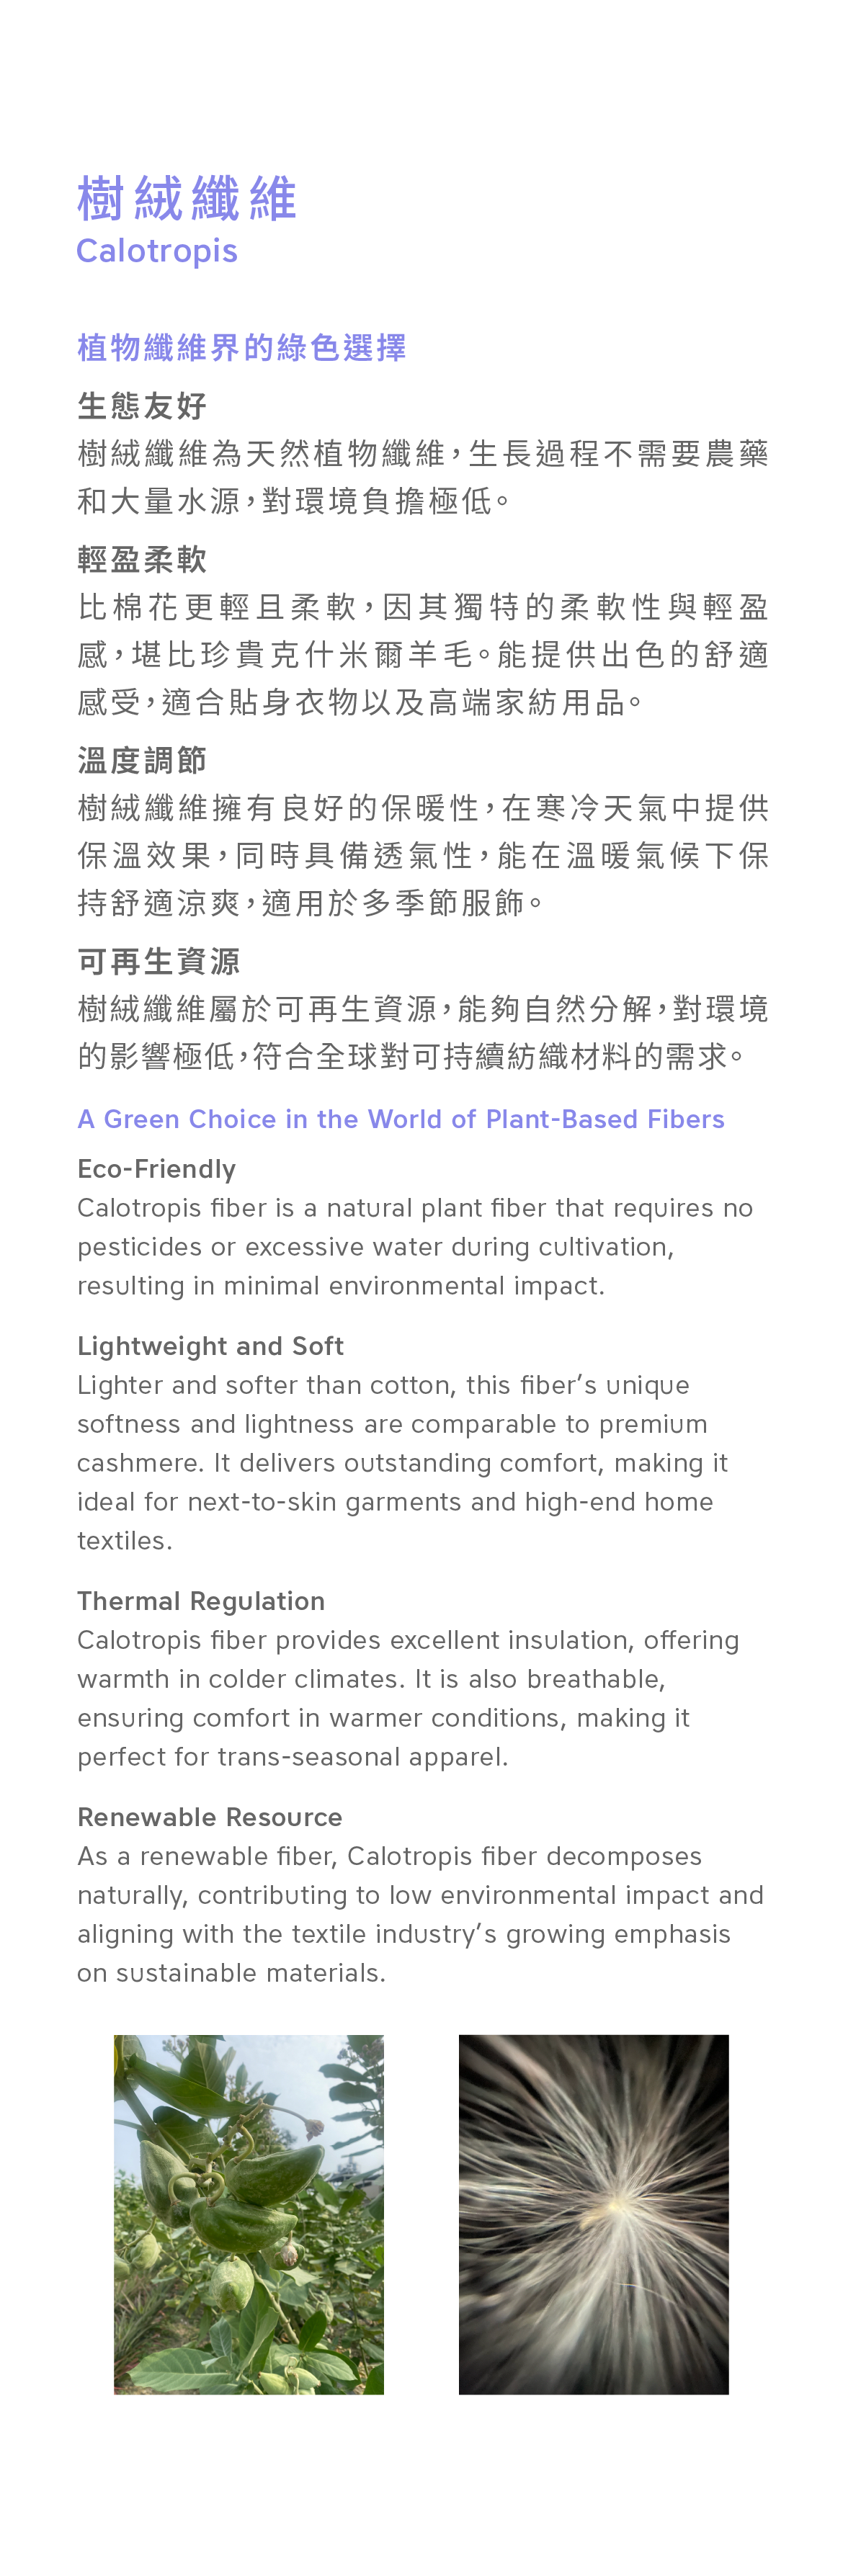 樹絨纖維
Calotropis
植物纖維界的綠色選擇
生態友好
樹絨纖維為天然植物纖維，生長過程不需要農藥
和大量水源，對環境負擔極低。
輕盈柔軟
比棉花更輕且柔軟，因其獨特的柔軟性與輕盈
感，堪比珍貴克什米爾羊毛。能提供出色的舒適
感受，適合貼身衣物以及高端家紡用品。
溫度調節
樹絨纖維擁有良好的保暖性，在寒冷天氣中提供
保溫效果，同時具備透氣性，能在溫暖氣候下保
持舒適涼爽，適用於多季節服飾。
可再生資源
樹絨纖維屬於可再生資源，能夠自然分解，對環境
的影響極低，符合全球對可持續紡織材料的需求。
A Green Choice in the World of Plant-Based Fibers
Eco-Friendly
Calotropis fiber is a natural plant fiber that requires no
pesticides or excessive water during cultivation,
resulting in minimal environmental impact.
Lightweight and Soft
Lighter and softer than cotton, this fiber’s unique
softness and lightness are comparable to premium
cashmere. It delivers outstanding comfort, making it
ideal for next-to-skin garments and high-end home
textiles.
Thermal Regulation
Calotropis fiber provides excellent insulation, offering
warmth in colder climates. It is also breathable,
ensuring comfort in warmer conditions, making it
perfect for trans-seasonal apparel.
Renewable Resource
As a renewable fiber, Calotropis fiber decomposes
naturally, contributing to low environmental impact and
aligning with the textile industry’s growing emphasis
on sustainable materials.